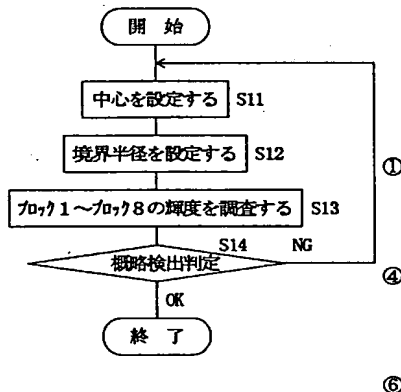 開 始
中心を設定する S11
境界半径を設定する S12
①
ブロック1～ブロック8の輝度を調査する S13
S14 NG
概略検出判定
④
OK
終 了
⑥